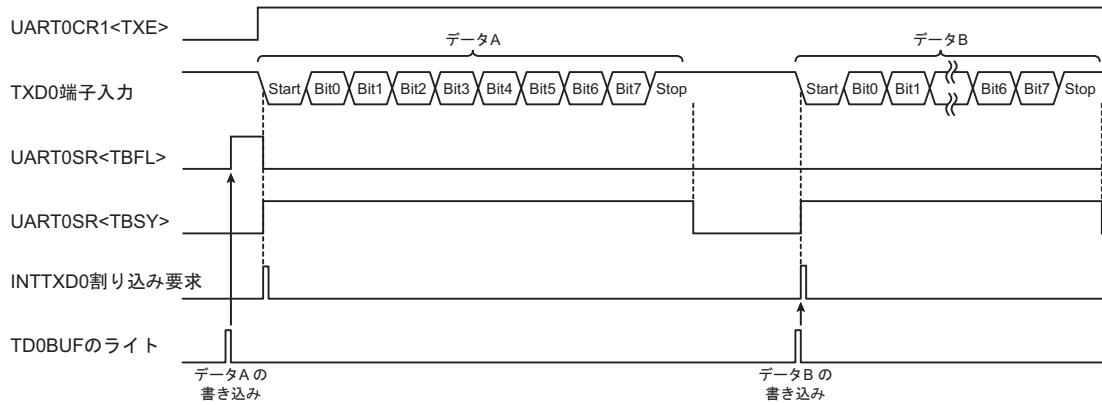 UART0CR1<TXE>
データA
データB
TXD0端子入力
Start Bit0 Bit1 Bit2 Bit3 Bit4 Bit5 Bit6 Bit7 Stop
Start Bit0 Bit1 Bit6 Bit7 Stop
UART0SR<TBFL>
UART0SR<TBSY>
INTTXD0割り込み要求
TD0BUFのライト
データA の
書き込み
データB の
書き込み